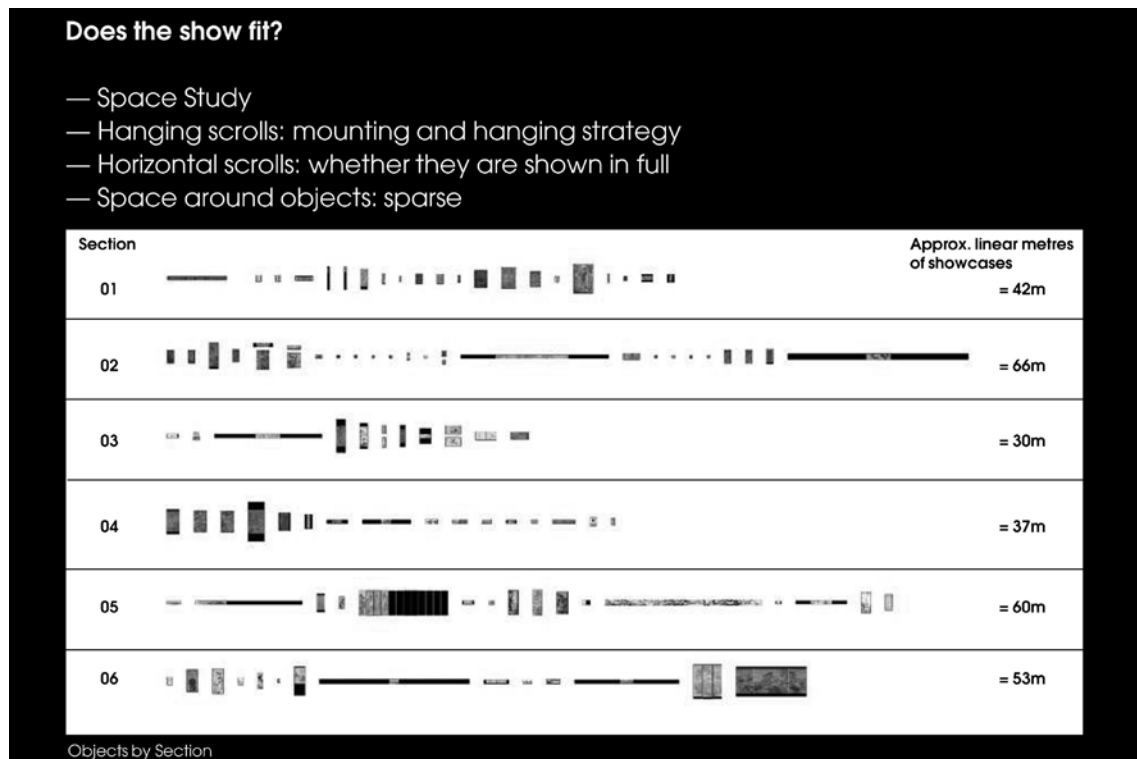 Does the show fit?
— Space Study
— Hanging scrolls: mounting and hanging strategy
— Horizontal scrolls: whether they are shown in full
— Space around objects: sparse
Section
Approx. linear metres
of showcases
01
= 42m
02
= 66m
03
= 30m
04
= 37m
05
= 60m
06
= 53m
Objects by Section